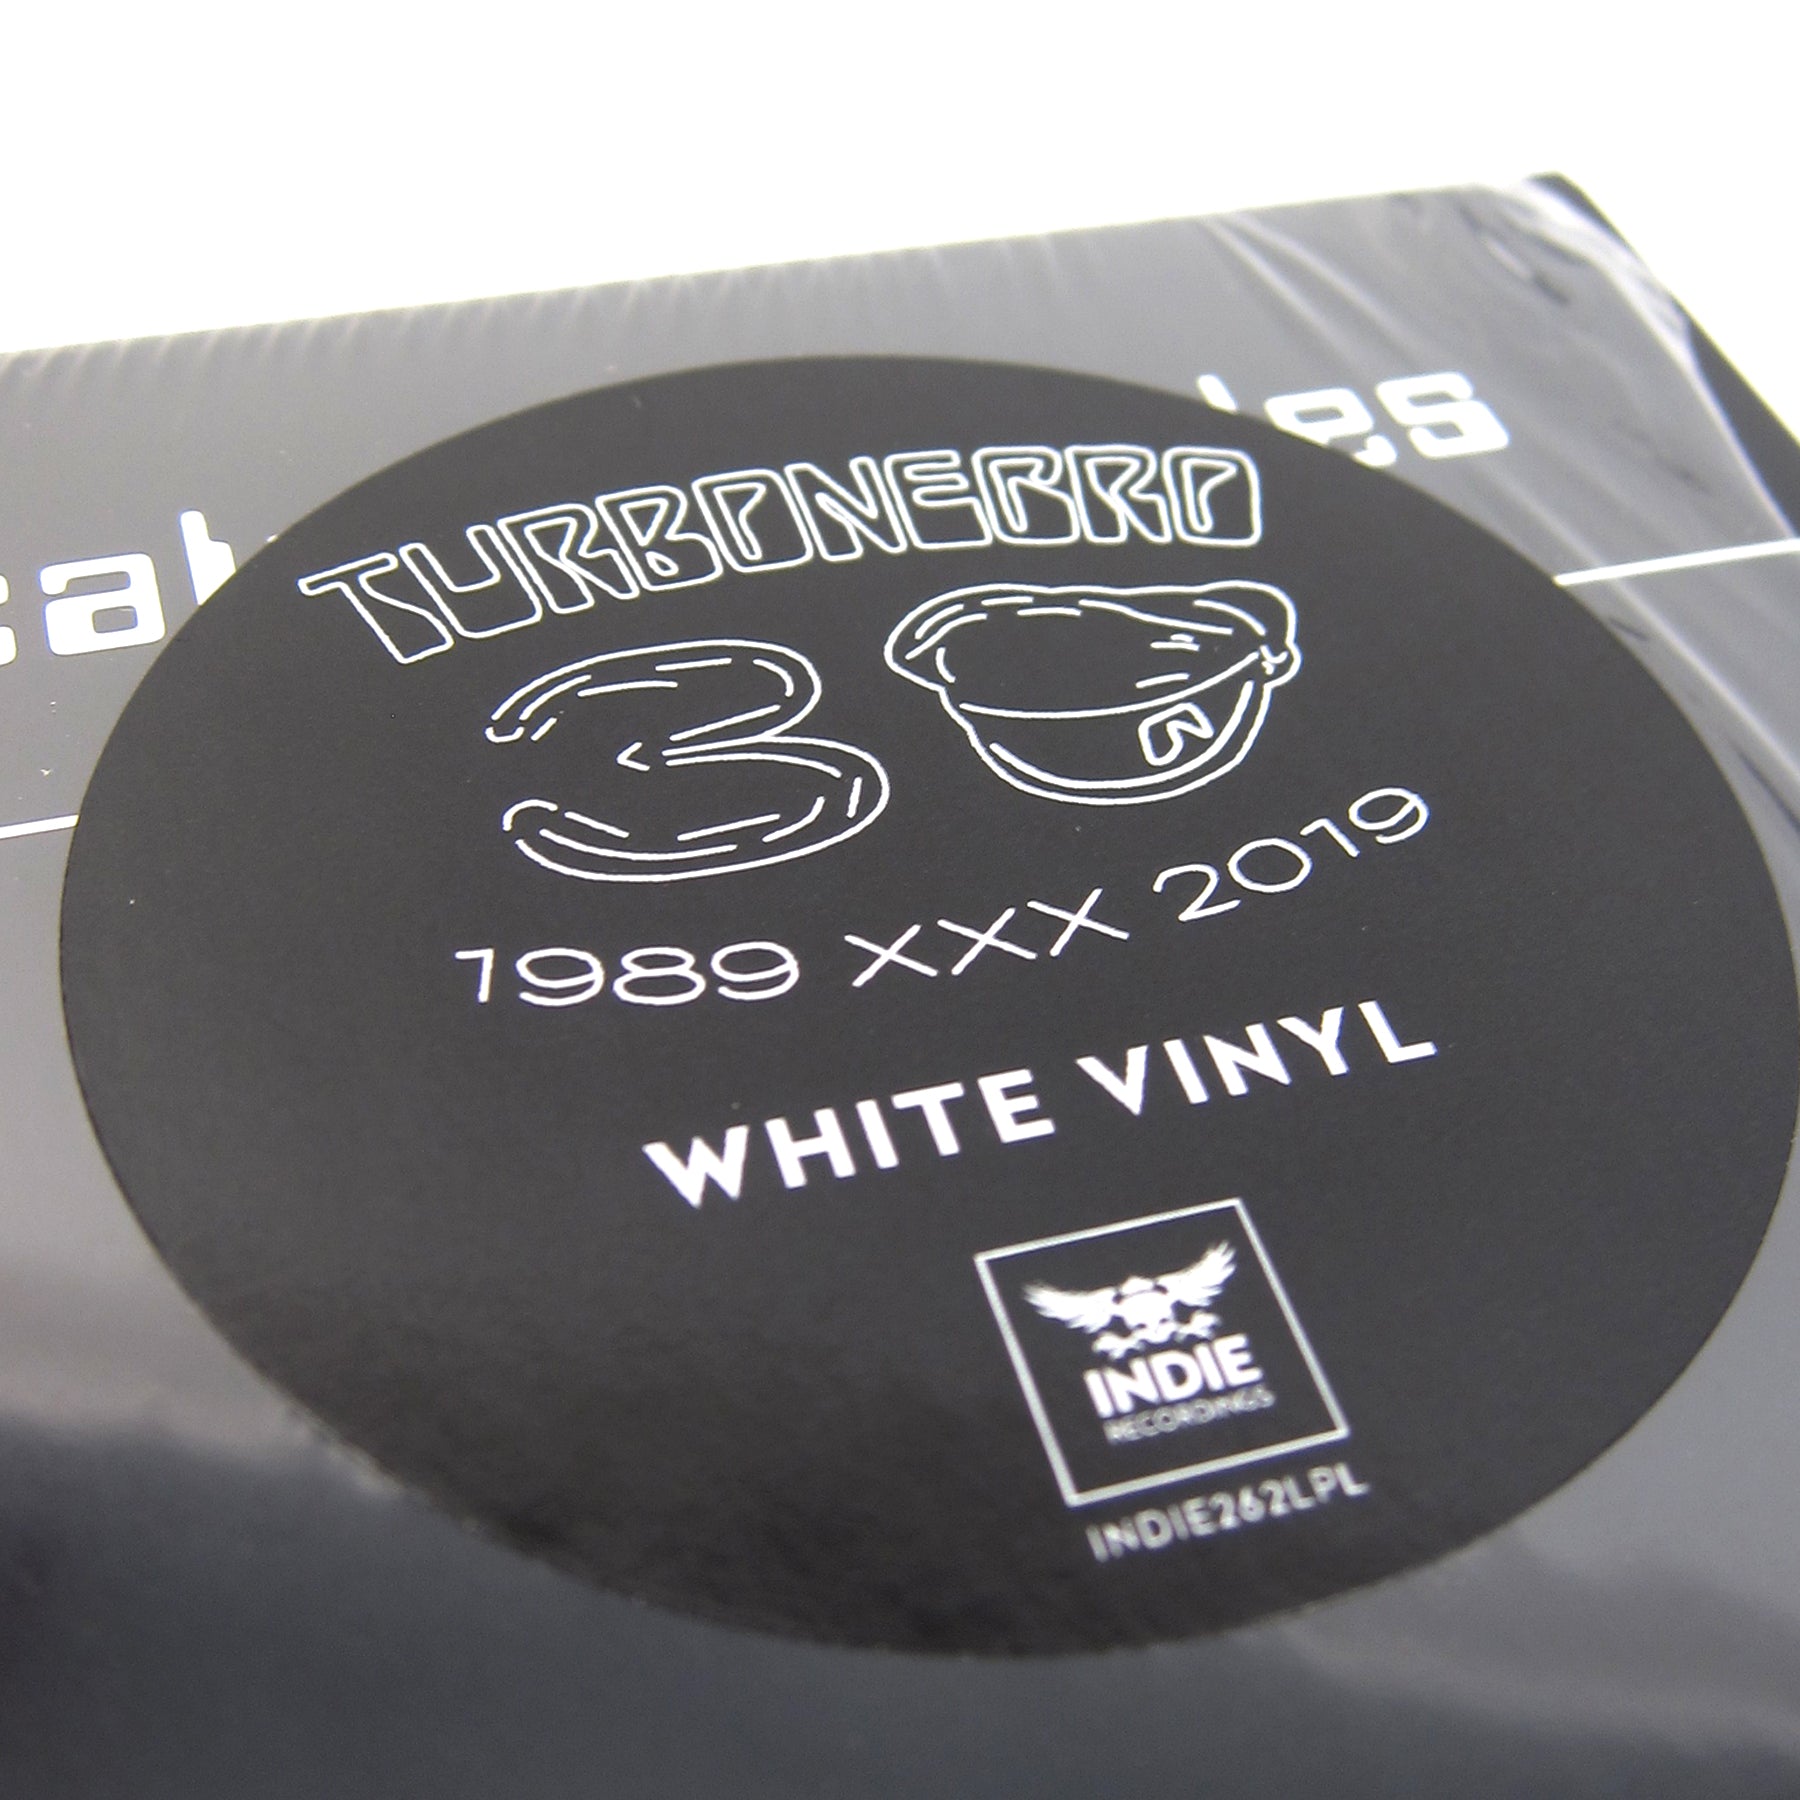 TURBONEGRO
30
1989 XXX 2019
WHITE VINYL
INDIE
RECORDINGS
INDIE262LPL